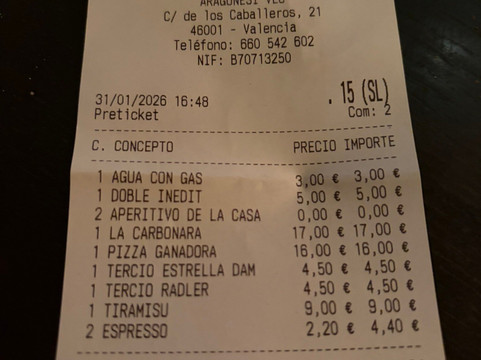 ARAGONESI VLC
C/ de los Caballeros, 21
46001 - Valencia
Teléfono: 660 542 602
NIF: B70713250
31/01/2026 16:48 .15 (SL)
Preticket Com: 2
C. CONCEPTO PRECIO IMPORTE
1 AGUA CON GAS 3,00 € 3,00 €
1 DOBLE INEDIT 5,00 € 5,00 €
2 APERITIVO DE LA CASA 0,00 € 0,00 €
1 LA CARBONARA 17,00 € 17,00 €
1 PIZZA GANADORA 16,00 € 16,00 €
1 TERCIO ESTRELLA DAM 4,50 € 4,50 €
1 TERCIO RADLER 4,50 € 4,50 €
1 TIRAMISU 9,00 € 9,00 €
2 ESPRESSO 2,20 € 4,40 €